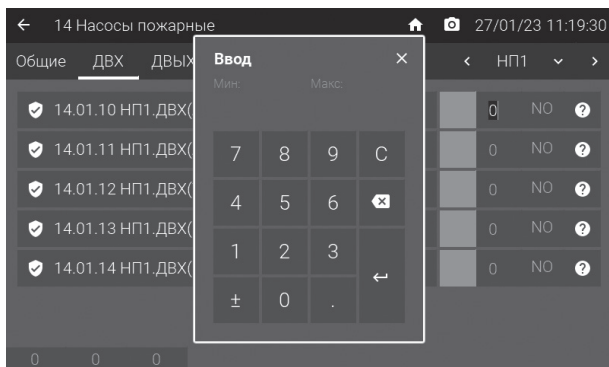 14 Насосы пожарные 27/01/23 11:19:30
Общие ДВХ ДВЫХ НП1
Ввод
Мин: Макс:
14.01.10 НП1.ДВХ( 0 NO ?
14.01.11 НП1.ДВХ( 0 NO ?
14.01.12 НП1.ДВХ( 0 NO ?
14.01.13 НП1.ДВХ( 0 NO ?
14.01.14 НП1.ДВХ( 0 NO ?
7 8 9 C
4 5 6
1 2 3
± 0 .
0 0 0